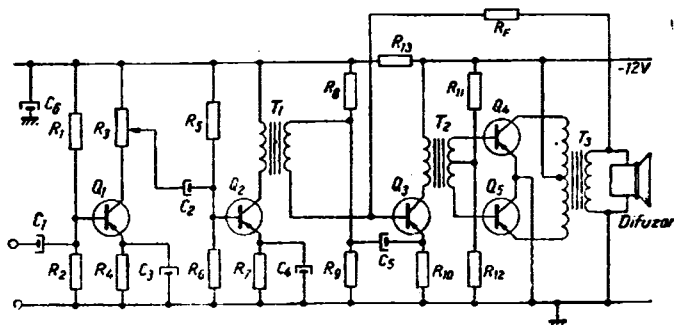 R_F
R_13
-12V
C_6
R_1
R_3
R_5
T_1
R_8
R_11
Q_4
T_2
T_3
Q_1
C_2
Q_2
Q_3
Q_5
Difuzor
C_1
R_2
R_4
C_3
R_6
R_7
C_4
C_5
R_9
R_10
R_12